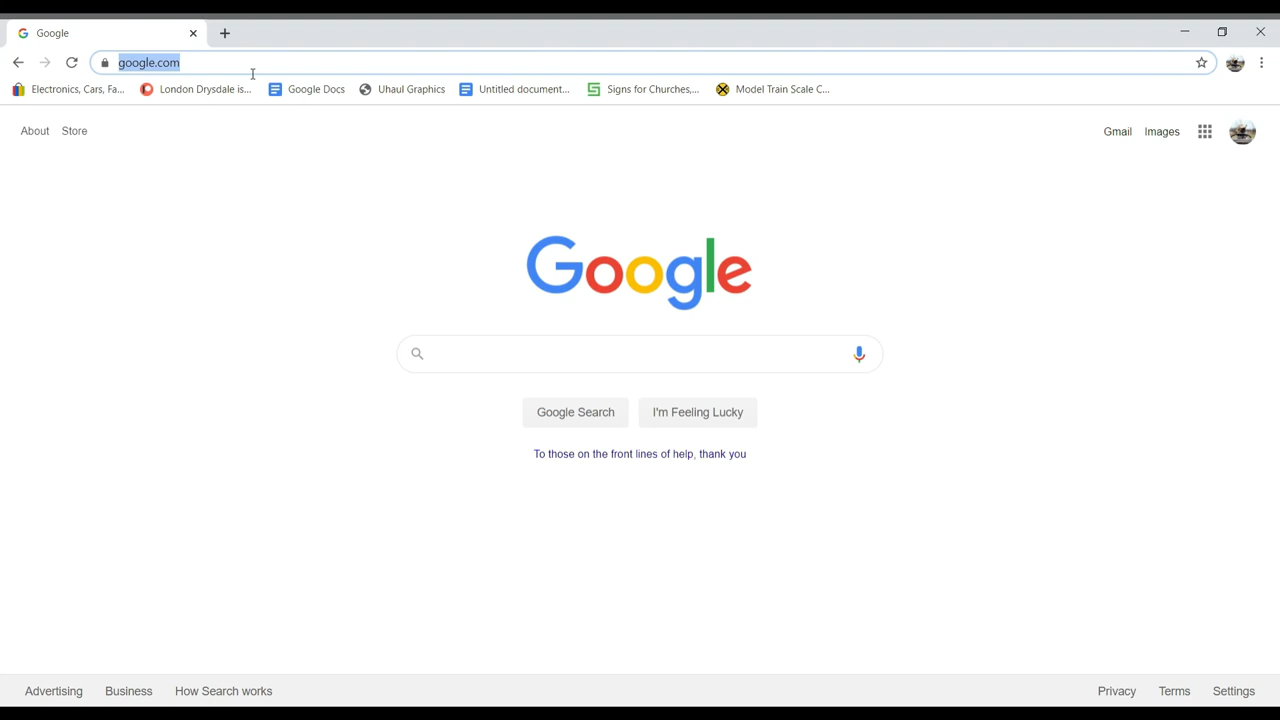 Google
google.com
Electronics, Cars, Fa... London Drysdale is... Google Docs Uhaul Graphics Untitled document... Signs for Churches,... Model Train Scale C...
About Store Gmail Images
Google
Google Search I'm Feeling Lucky
To those on the front lines of help, thank you
Advertising Business How Search works Privacy Terms Settings